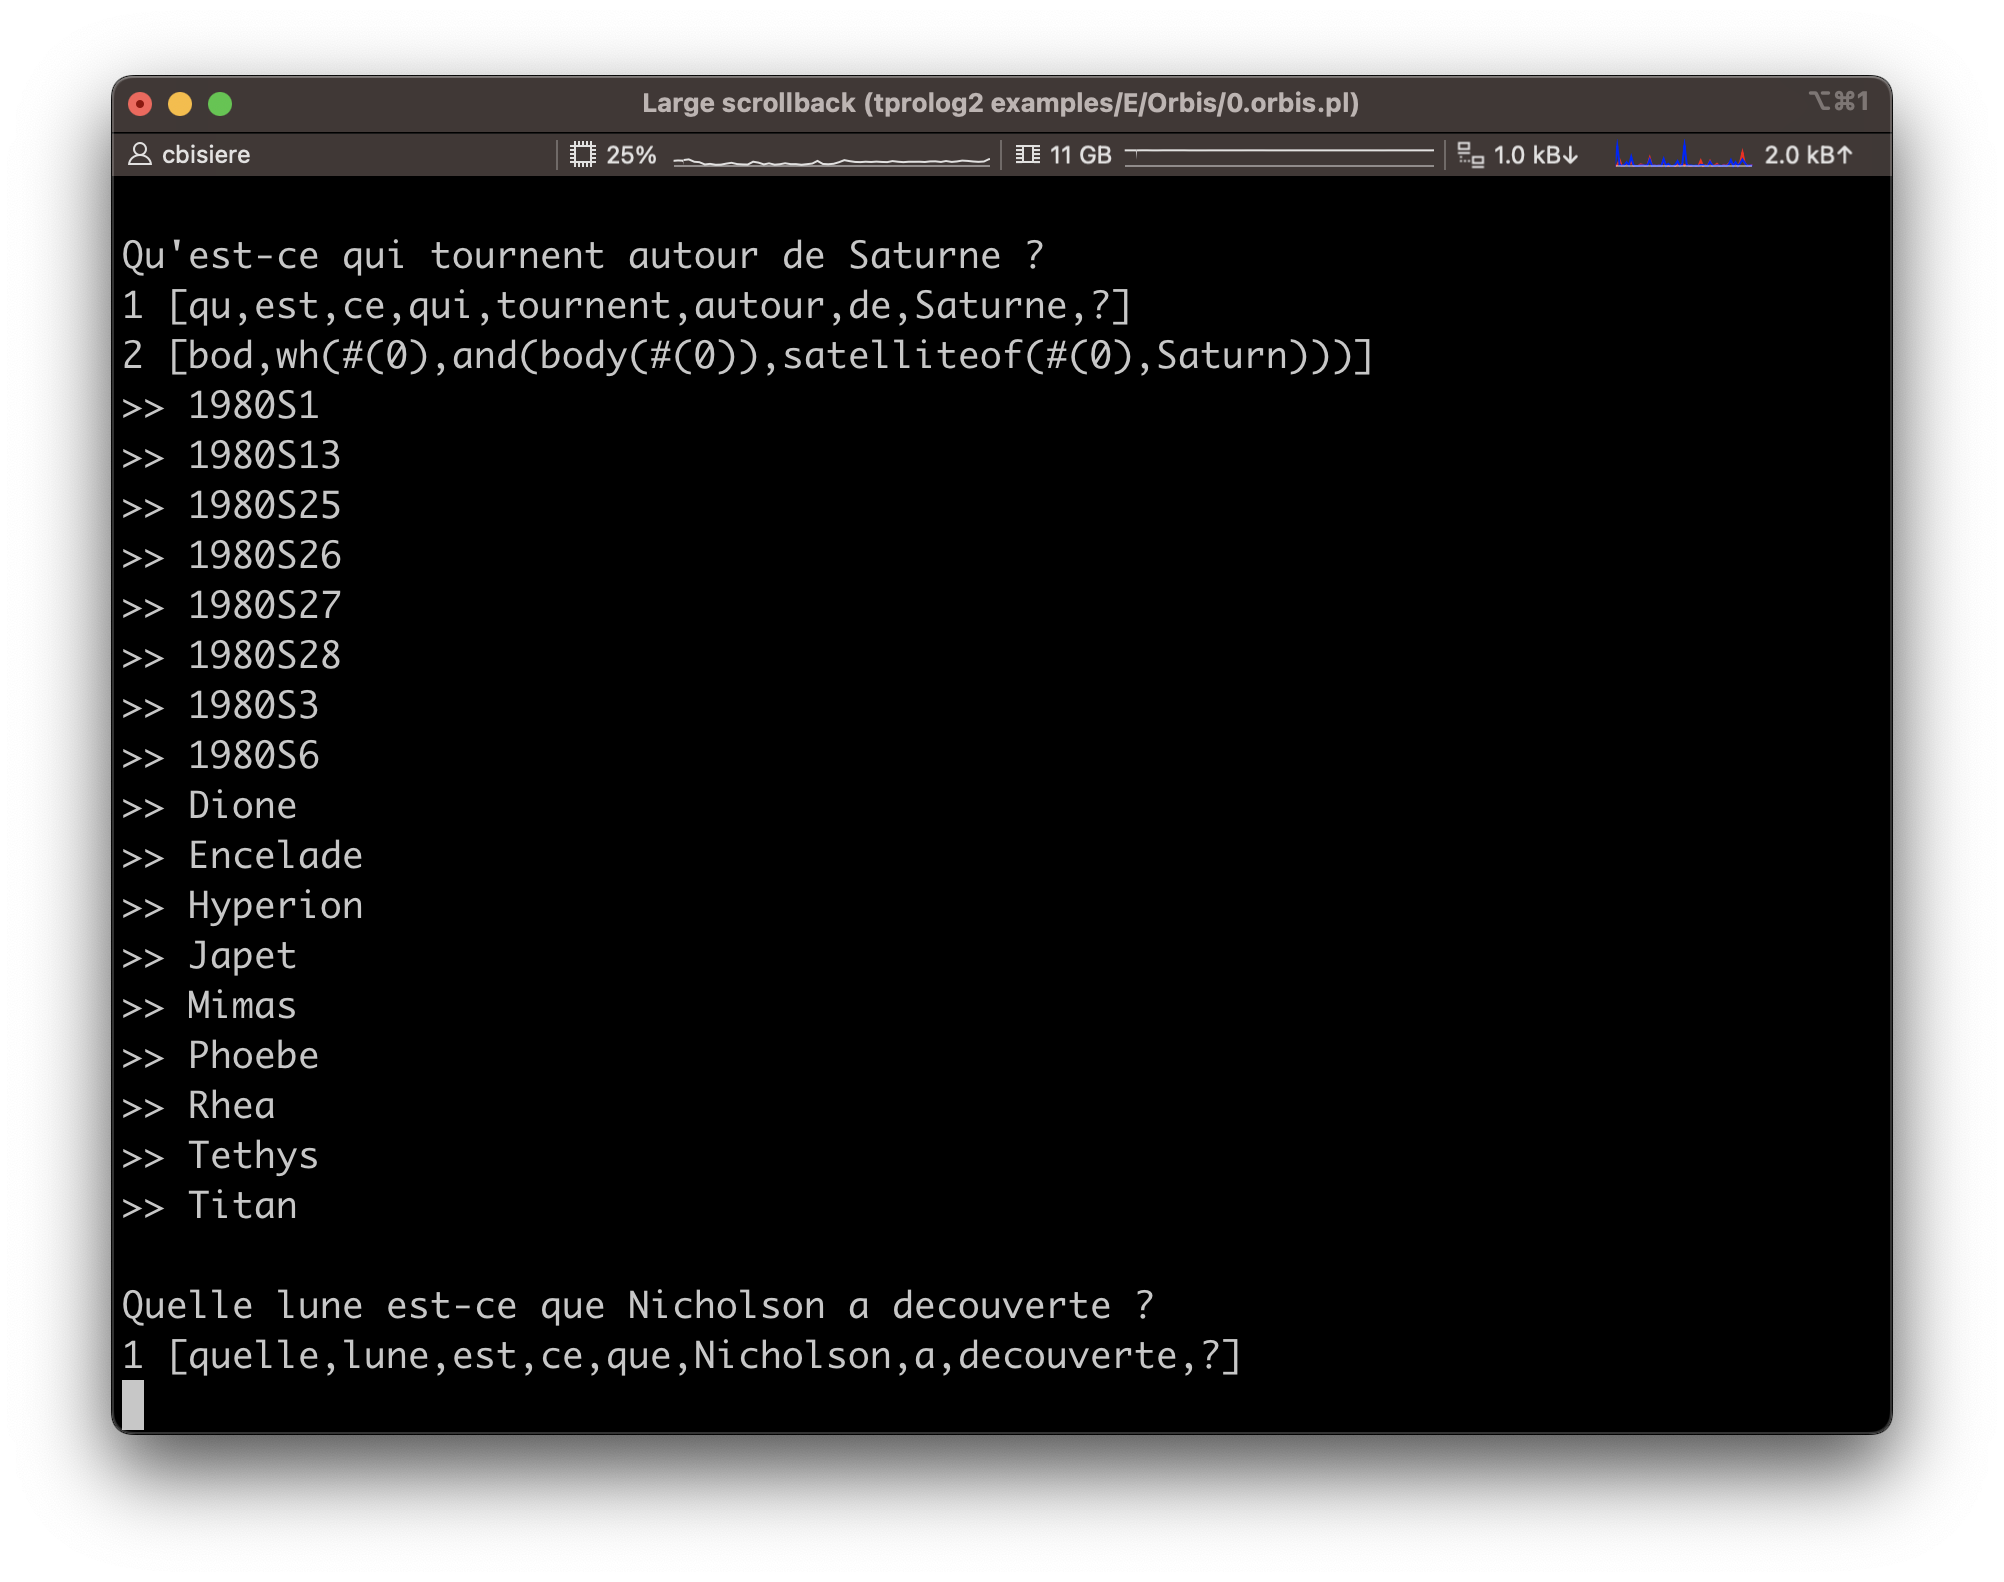 Large scrollback (tprolog2 examples/E/Orbis/0.orbis.pl)
⌥⌘1
cbisiere
25%
11 GB
1.0 kB↓
2.0 kB↑
Qu'est-ce qui tournent autour de Saturne ?
1 [qu,est,ce,qui,tournent,autour,de,Saturne,?]
2 [bod,wh(#(0),and(body(#(0)),satelliteof(#(0),Saturn)))]
>> 1980S1
>> 1980S13
>> 1980S25
>> 1980S26
>> 1980S27
>> 1980S28
>> 1980S3
>> 1980S6
>> Dione
>> Encelade
>> Hyperion
>> Japet
>> Mimas
>> Phoebe
>> Rhea
>> Tethys
>> Titan
Quelle lune est-ce que Nicholson a decouverte ?
1 [quelle,lune,est,ce,que,Nicholson,a,decouverte,?]